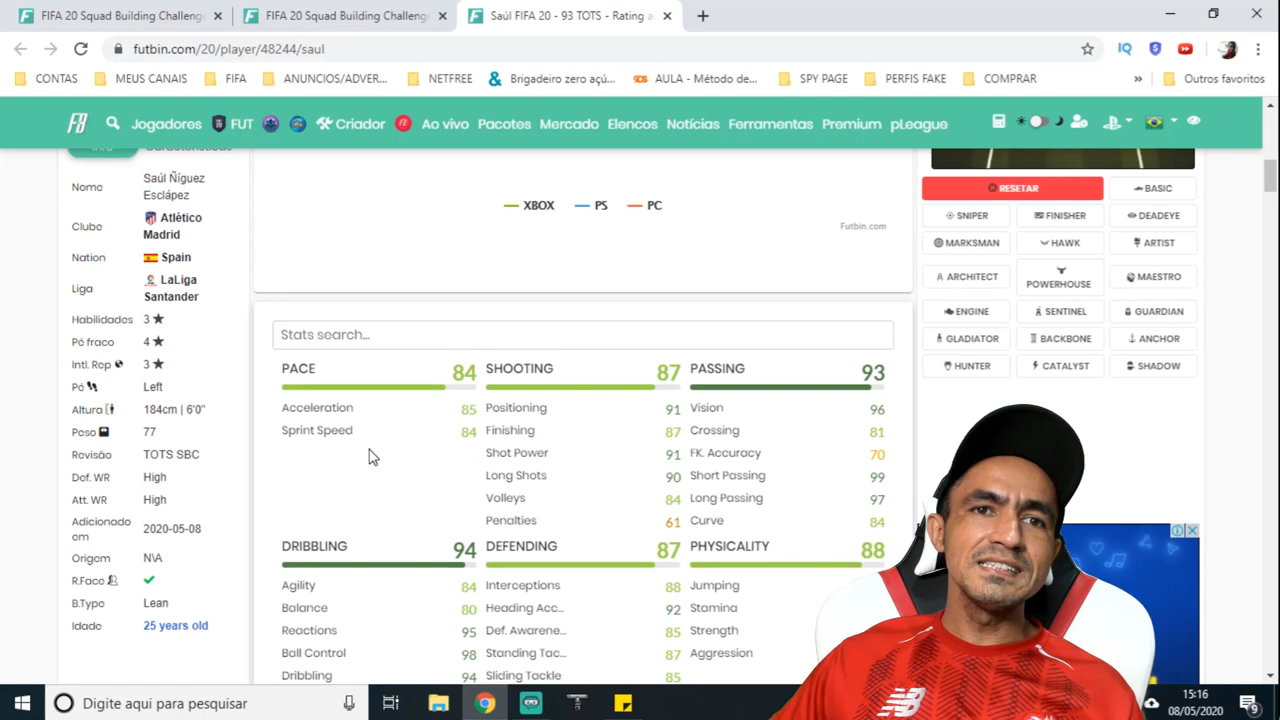 FIFA 20 Squad Building Challenge
FIFA 20 Squad Building Challeng
Saúl FIFA 20 - 93 TOTS - Rating a
futbin.com/20/player/48244/saul
CONTAS
MEUS CANAIS
FIFA
ANUNCIOS/ADVER...
NETFREE
Brigadeiro zero açú...
AULA - Método de...
SPY PAGE
PERFIS FAKE
COMPRAR
»
Outros favoritos
Jogadores
FUT
Criador
Ao vivo
Pacotes
Mercado
Elencos
Notícias
Ferramentas
Premium
pLeague
Nome
Saúl Ñíguez
Esclápez
Clube
Atlético
Madrid
Nation
Spain
Liga
LaLiga
Santander
Habilidades
3 ★
Pé fraco
4 ★
Intl. Rep
3 ★
Pé
Left
Altura
184cm | 6'0"
Peso
77
Revisão
TOTS SBC
Def. WR
High
Att. WR
High
Adicionado
em
2020-05-08
Origem
N\A
R.Face
B.Type
Lean
Idade
25 years old
XBOX
PS
PC
Futbin.com
Stats search...
PACE 84
Acceleration 85
Sprint Speed 84
SHOOTING 87
Positioning 91
Finishing 87
Shot Power 91
Long Shots 90
Volleys 84
Penalties 61
PASSING 93
Vision 96
Crossing 81
FK. Accuracy 70
Short Passing 99
Long Passing 97
Curve 84
DRIBBLING 94
Agility 84
Balance 80
Reactions 95
Ball Control 98
Dribbling 94
DEFENDING 87
Interceptions 88
Heading Acc... 92
Def. Awarene... 85
Standing Tac... 87
Sliding Tackle 85
PHYSICALITY 88
Jumping
Stamina
Strength
Aggression
RESETAR
BASIC
SNIPER
FINISHER
DEADEYE
MARKSMAN
HAWK
ARTIST
ARCHITECT
POWERHOUSE
MAESTRO
ENGINE
SENTINEL
GUARDIAN
GLADIATOR
BACKBONE
ANCHOR
HUNTER
CATALYST
SHADOW
Digite aqui para pesquisar
15:16
08/05/2020